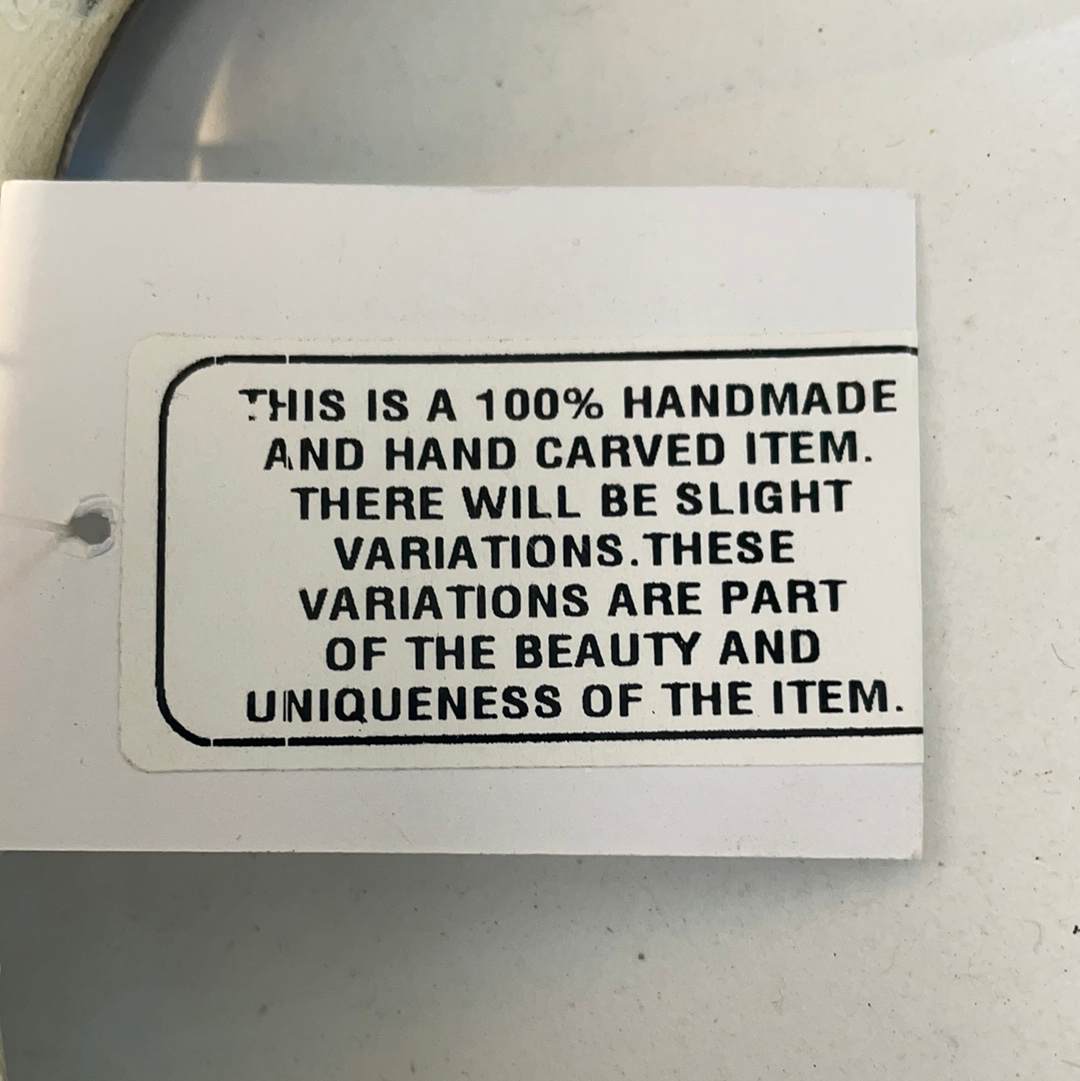 THIS IS A 100% HANDMADE
AND HAND CARVED ITEM.
THERE WILL BE SLIGHT
VARIATIONS.THESE
VARIATIONS ARE PART
OF THE BEAUTY AND
UNIQUENESS OF THE ITEM.